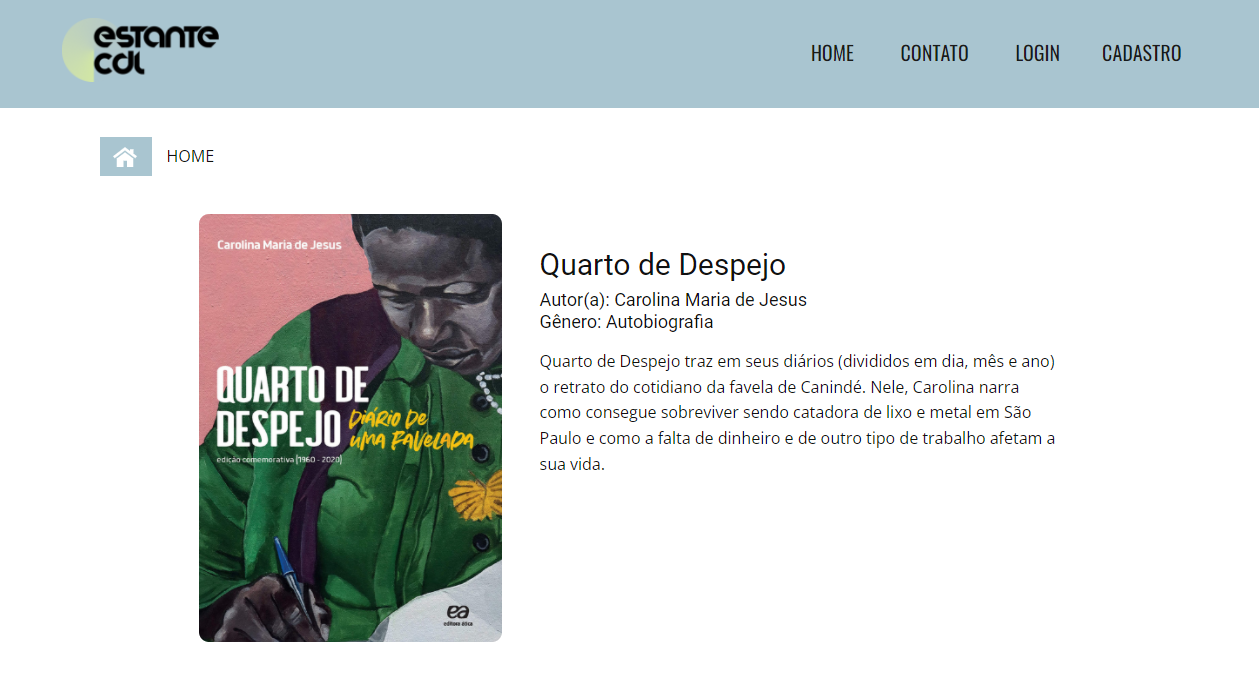 estante
cdl
HOME CONTATO LOGIN CADASTRO
HOME
Carolina Maria de Jesus
QUARTO DE
DESPEJO DIÁRIO DE
UMA FAVELADA
edição comemorativa (1960 - 2020)
ea
editora ática
Quarto de Despejo
Autor(a): Carolina Maria de Jesus
Gênero: Autobiografia
Quarto de Despejo traz em seus diários (divididos em dia, mês e ano)
o retrato do cotidiano da favela de Canindé. Nele, Carolina narra
como consegue sobreviver sendo catadora de lixo e metal em São
Paulo e como a falta de dinheiro e de outro tipo de trabalho afetam a
sua vida.